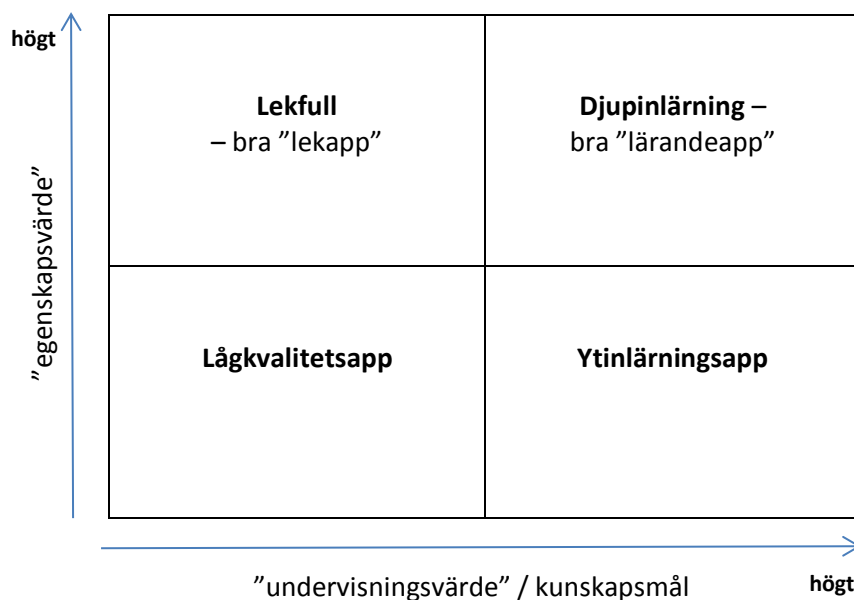 högt
Lekfull
– bra ”lekapp”
Djupinlärning –
bra ”lärandeapp”
”egenskapsvärde”
Lågkvalitetsapp
Ytinlärningsapp
”undervisningsvärde” / kunskapsmål
högt